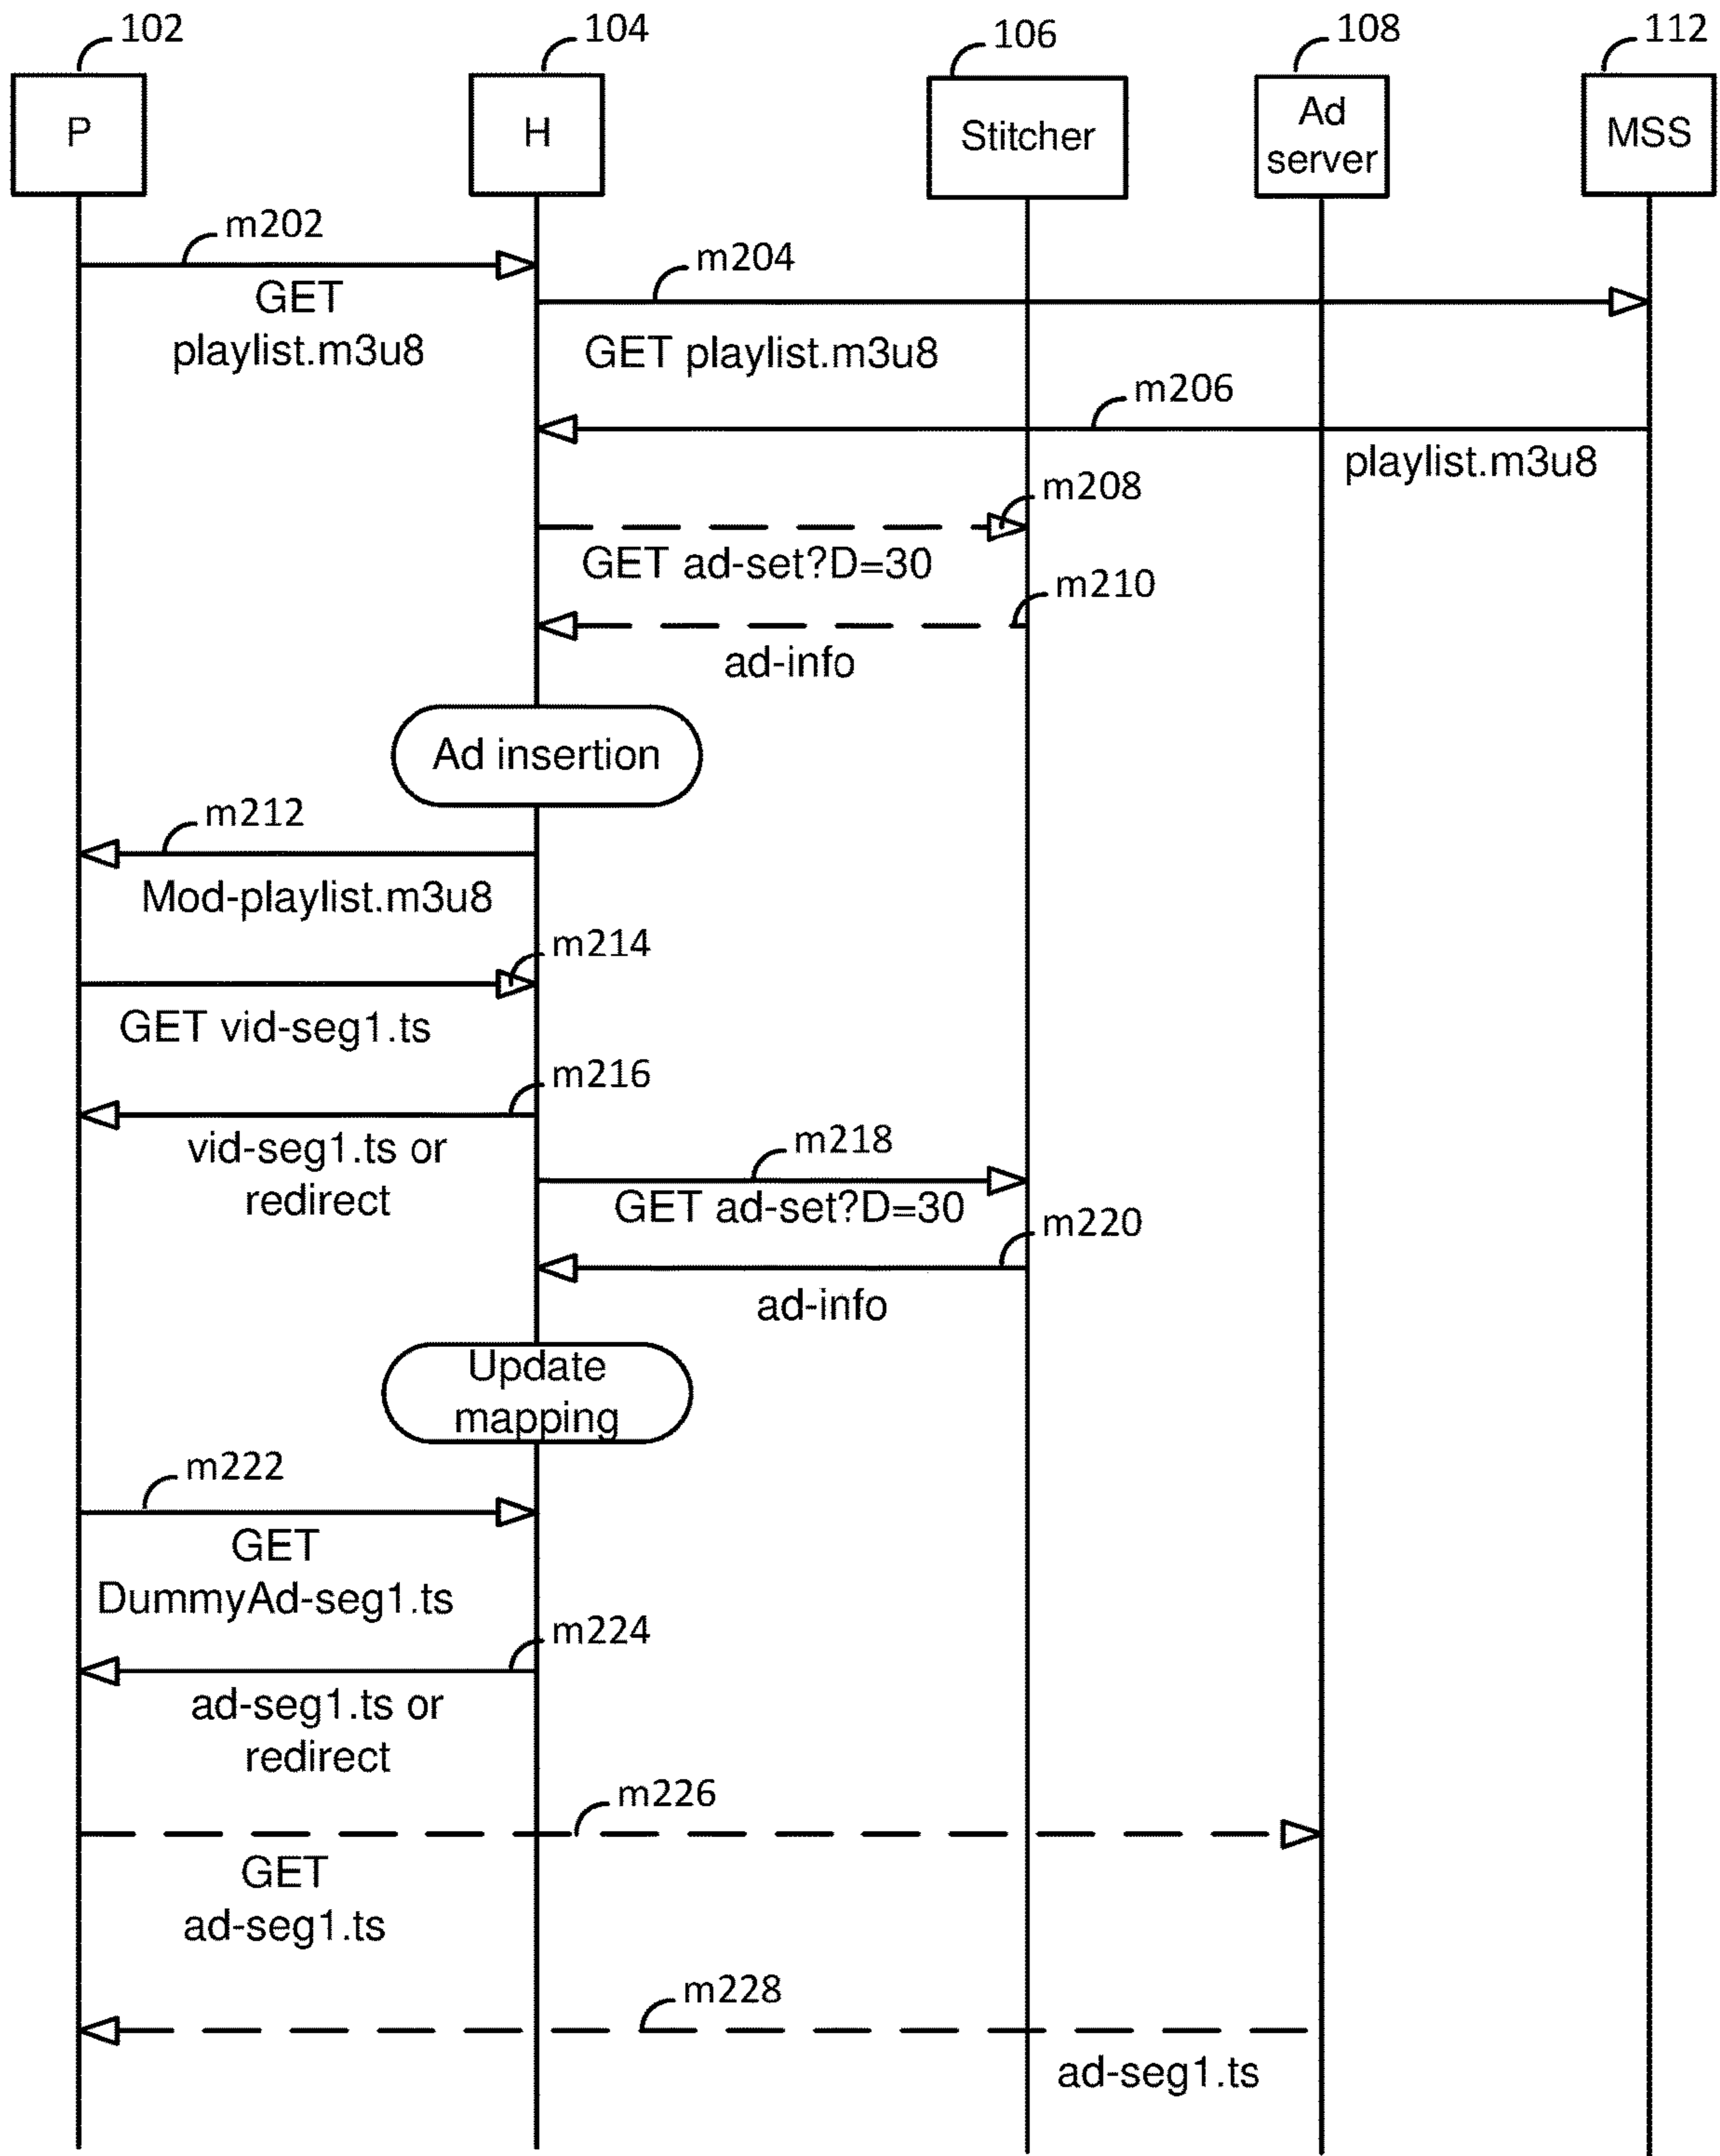 102
104
106
108
112
P
H
Stitcher
Ad
server
MSS
m202
GET
playlist.m3u8
m204
GET playlist.m3u8
m206
playlist.m3u8
m208
GET ad-set?D=30
m210
ad-info
Ad insertion
m212
Mod-playlist.m3u8
m214
GET vid-seg1.ts
m216
vid-seg1.ts or
redirect
m218
GET ad-set?D=30
m220
ad-info
Update
mapping
m222
GET
DummyAd-seg1.ts
m224
ad-seg1.ts or
redirect
m226
GET
ad-seg1.ts
m228
ad-seg1.ts